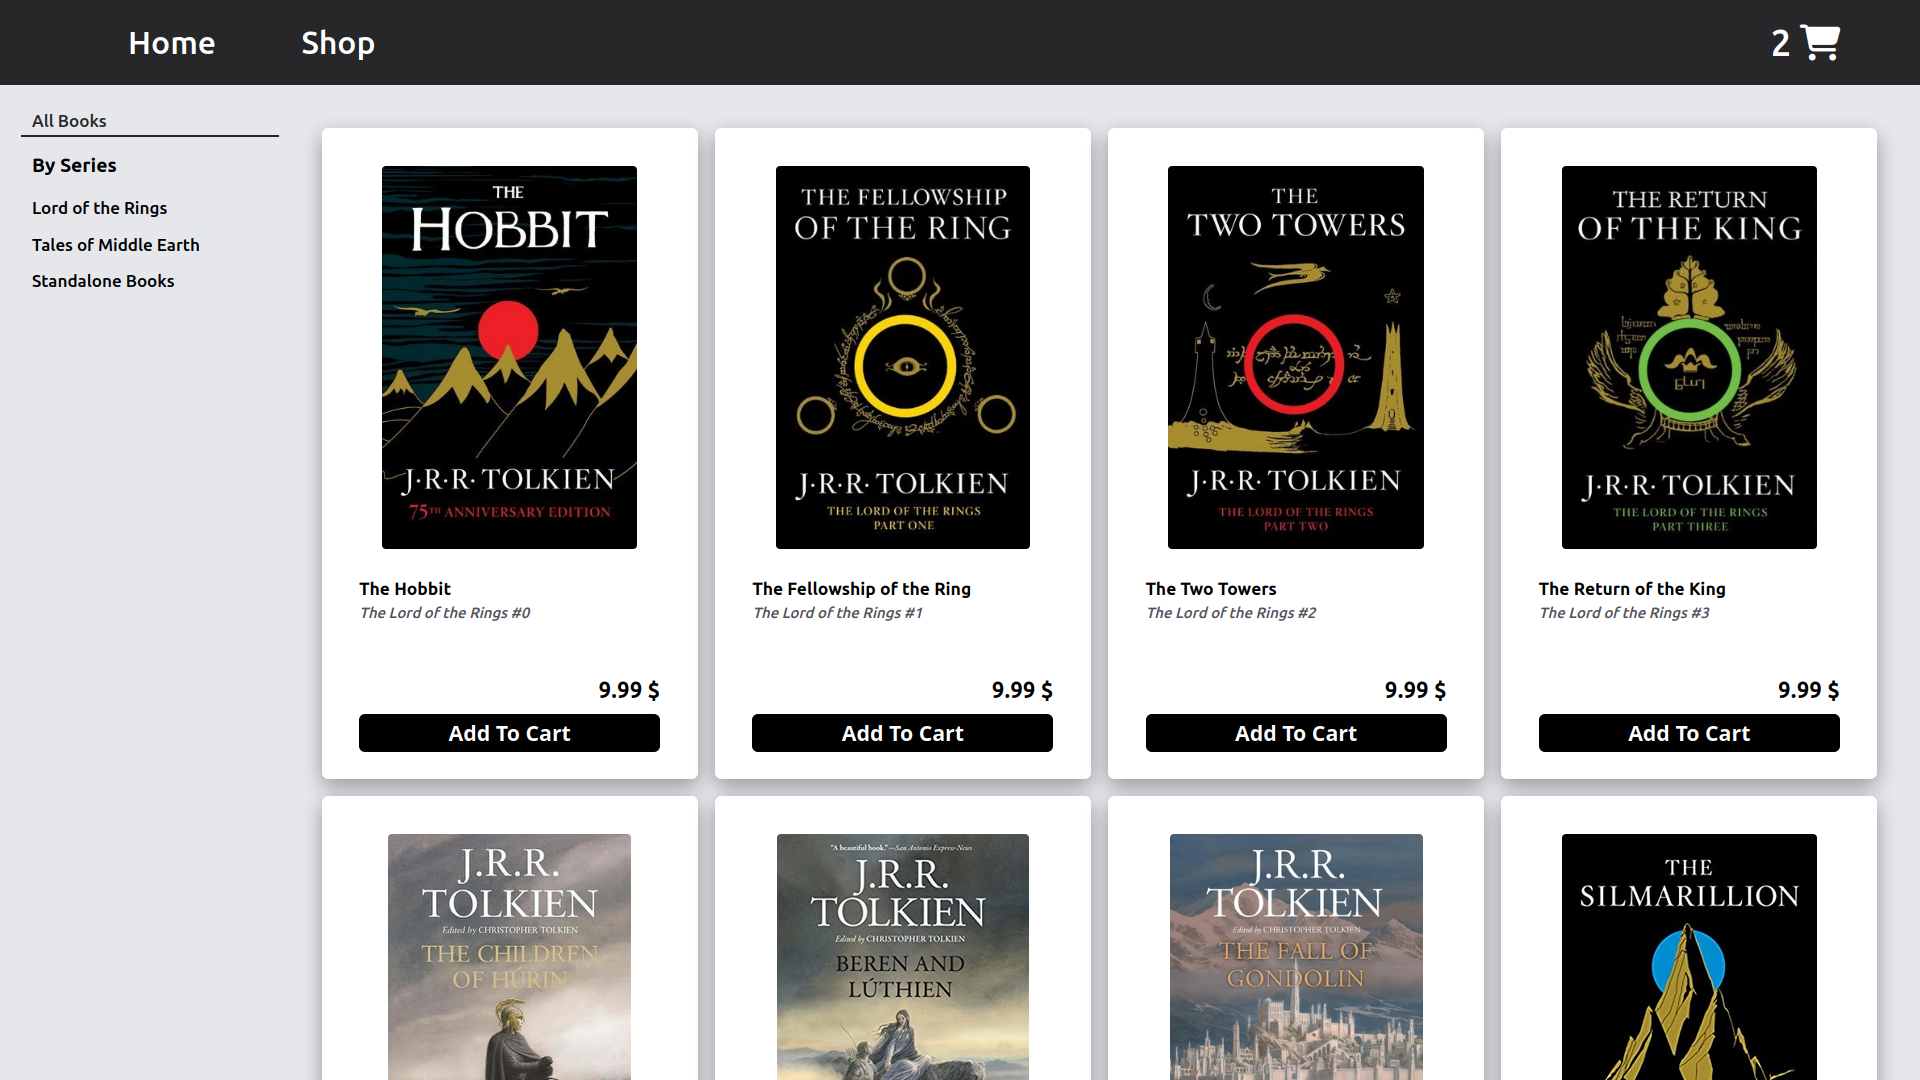 Home
Shop
2
All Books
By Series
Lord of the Rings
Tales of Middle Earth
Standalone Books
THE
HOBBIT
J·R·R· TOLKIEN
75TH ANNIVERSARY EDITION
The Hobbit
The Lord of the Rings #0
9.99 $
Add To Cart
THE FELLOWSHIP
OF THE RING
J·R·R· TOLKIEN
THE LORD OF THE RINGS
PART ONE
The Fellowship of the Ring
The Lord of the Rings #1
9.99 $
Add To Cart
THE
TWO TOWERS
J·R·R· TOLKIEN
THE LORD OF THE RINGS
PART TWO
The Two Towers
The Lord of the Rings #2
9.99 $
Add To Cart
THE RETURN
OF THE KING
J·R·R· TOLKIEN
THE LORD OF THE RINGS
PART THREE
The Return of the King
The Lord of the Rings #3
9.99 $
Add To Cart
J.R.R.
TOLKIEN
Edited by CHRISTOPHER TOLKIEN
THE CHILDREN
OF HÚRIN
"A beautiful book."—San Antonio Express-News
J.R.R.
TOLKIEN
Edited by CHRISTOPHER TOLKIEN
BEREN AND
LÚTHIEN
J.R.R.
TOLKIEN
Edited by CHRISTOPHER TOLKIEN
THE FALL OF
GONDOLIN
THE
SILMARILLION